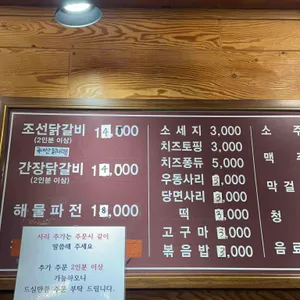 조선닭갈비 14,000
(2인분 이상)
간장닭갈비 14,000
(2인분 이상)
해물파전 18,000
소세지 3,000
치즈토핑 3,000
치즈퐁듀 5,000
우동사리 3,000
당면사리 3,000
떡 3,000
고구마 3,000
볶음밥 3,000
소
맥
막걸
청
음료
사리 추가는 주문시 같이
말씀해 주세요
추가 주문 2인분 이상
가능하오니
드실만큼 주문 부탁 드립니다.